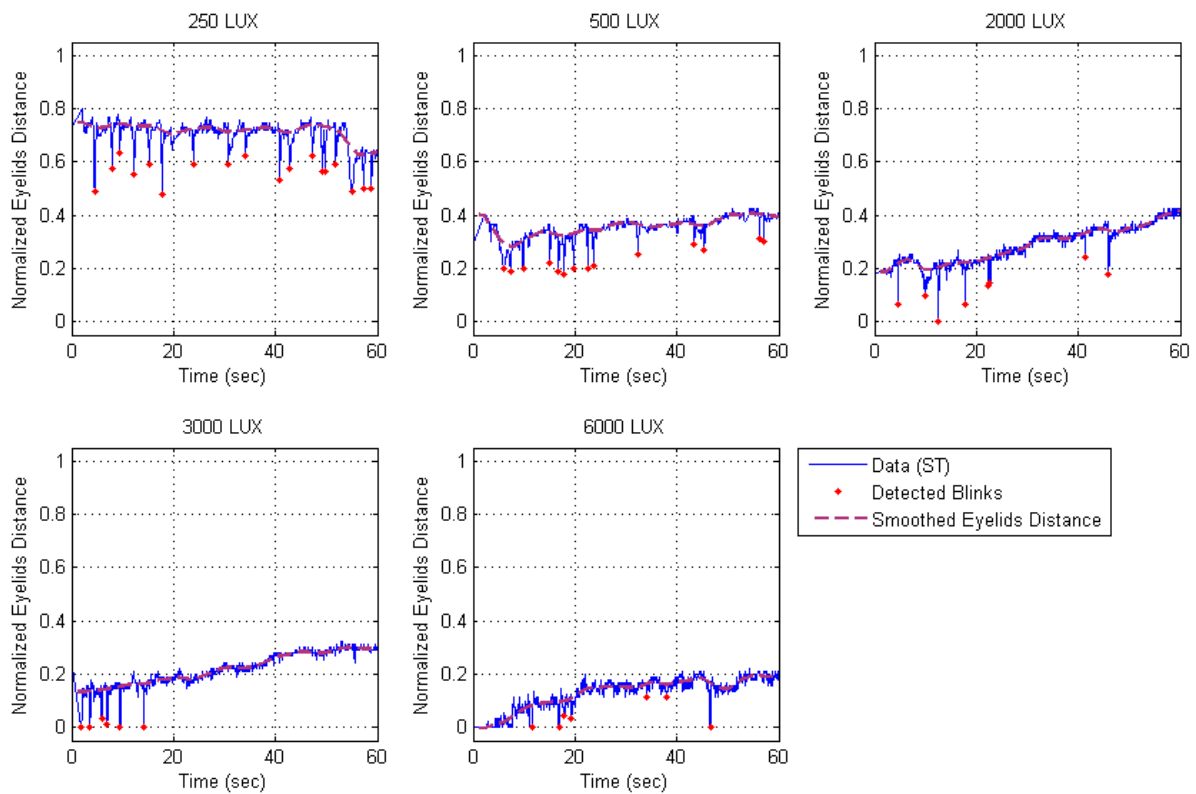 250 LUX
Normalized Eyelids Distance
1
0.8
0.6
0.4
0.2
0
0 20 40 60
Time (sec)
500 LUX
Normalized Eyelids Distance
1
0.8
0.6
0.4
0.2
0
0 20 40 60
Time (sec)
2000 LUX
Normalized Eyelids Distance
1
0.8
0.6
0.4
0.2
0
0 20 40 60
Time (sec)
3000 LUX
Normalized Eyelids Distance
1
0.8
0.6
0.4
0.2
0
0 20 40 60
Time (sec)
6000 LUX
Normalized Eyelids Distance
1
0.8
0.6
0.4
0.2
0
0 20 40 60
Time (sec)
Data (ST)
Detected Blinks
Smoothed Eyelids Distance